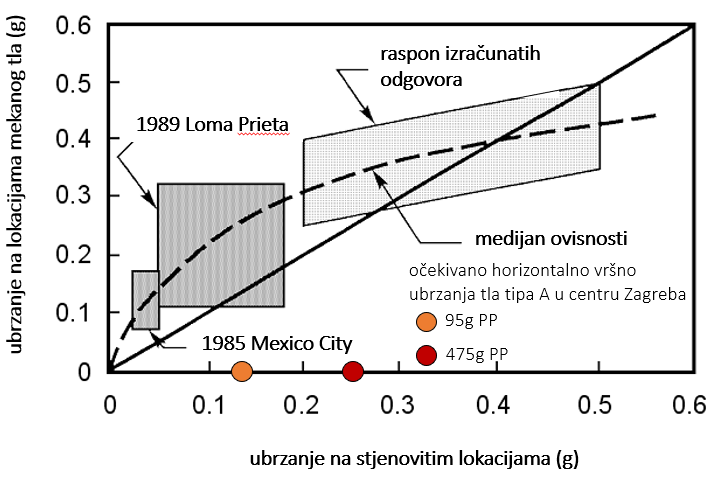 ubrzanje na lokacijama mekanog tla (g)
0.6
0.5
0.4
0.3
0.2
0.1
0
raspon izračunatih
odgovora
1989 Loma Prieta
medijan ovisnosti
očekivano horizontalno vršno
ubrzanja tla tipa A u centru Zagreba
95g PP
475g PP
1985 Mexico City
0
0.1
0.2
0.3
0.4
0.5
0.6
ubrzanje na stjenovitim lokacijama (g)